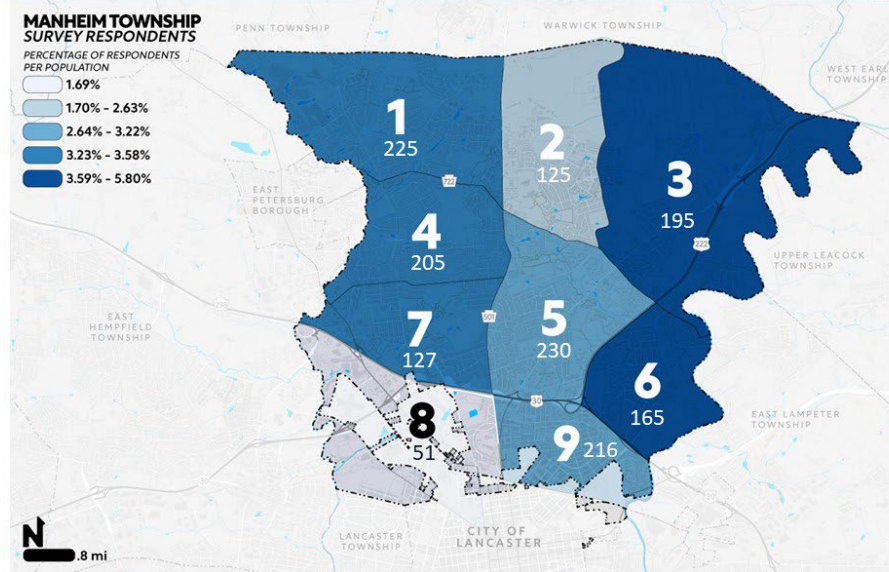 MANHEIM TOWNSHIP
SURVEY RESPONDENTS
PERCENTAGE OF RESPONDENTS
PER POPULATION
1.69%
1.70% - 2.63%
2.64% - 3.22%
3.23% - 3.58%
3.59% - 5.80%
PENN TOWNSHIP
WARWICK TOWNSHIP
WEST EARL
TOWNSHIP
1
225
2
125
3
195
722
EAST
PETERSBURG
BOROUGH
4
205
222
UPPER LEACOCK
TOWNSHIP
EAST
HEMPFIELD
TOWNSHIP
7
127
501
5
230
6
165
30
8
51
9 216
EAST LAMPETER
TOWNSHIP
30
LANCASTER
TOWNSHIP
CITY OF
LANCASTER
N
.8 mi